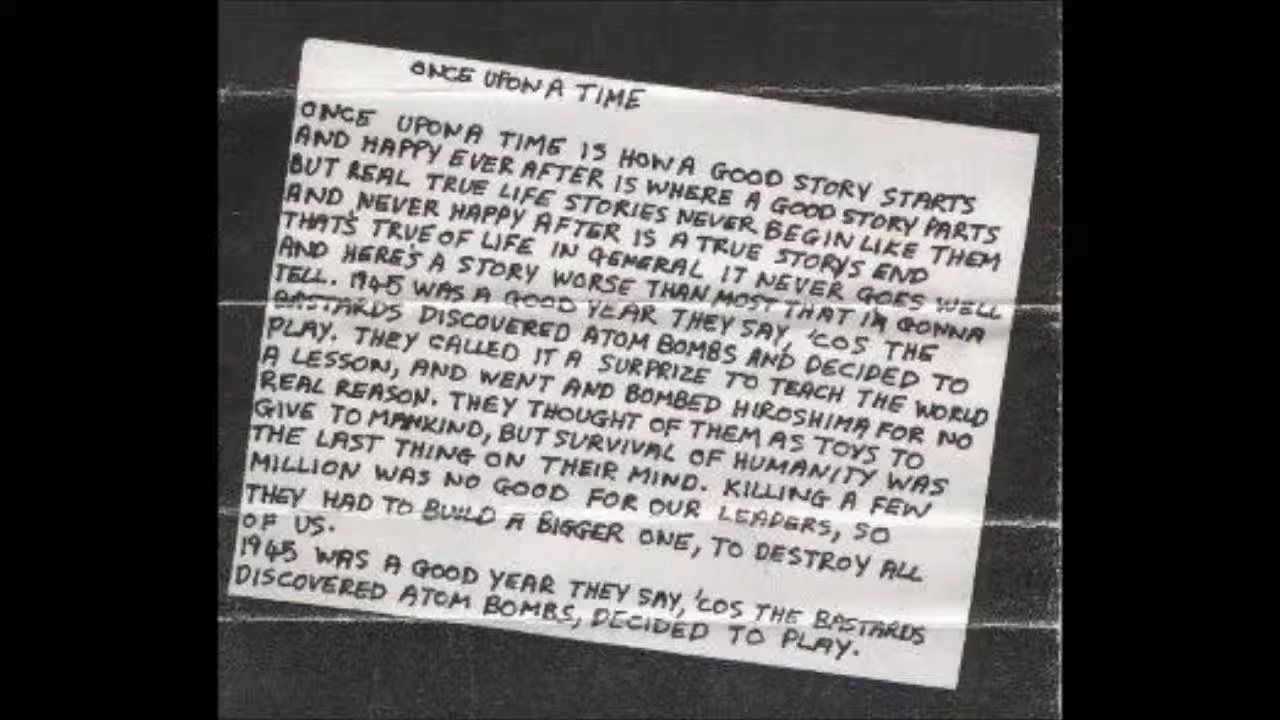 ONCE UPON A TIME
ONCE UPON A TIME IS HOW A GOOD STORY STARTS
AND HAPPY EVER AFTER IS WHERE A GOOD STORY PARTS
BUT REAL TRUE LIFE STORIES NEVER BEGIN LIKE THEM
AND NEVER HAPPY AFTER IS A TRUE STORYS END
THAT'S TRUE OF LIFE IN GENERAL IT NEVER GOES WELL
AND HERE'S A STORY WORSE THAN MOST THAT IM GONNA
TELL. 1945 WAS A GOOD YEAR THEY SAY, 'COS THE
BASTARDS DISCOVERED ATOM BOMBS AND DECIDED TO
PLAY. THEY CALLED IT A SURPRIZE TO TEACH THE WORLD
A LESSON, AND WENT AND BOMBED HIROSHIMA FOR NO
REAL REASON. THEY THOUGHT OF THEM AS TOYS TO
GIVE TO MANKIND, BUT SURVIVAL OF HUMANITY WAS
THE LAST THING ON THEIR MIND. KILLING A FEW
MILLION WAS NO GOOD FOR OUR LEADERS, SO
THEY HAD TO BUILD A BIGGER ONE, TO DESTROY ALL
OF US.
1945 WAS A GOOD YEAR THEY SAY, 'COS THE BASTARDS
DISCOVERED ATOM BOMBS, DECIDED TO PLAY.